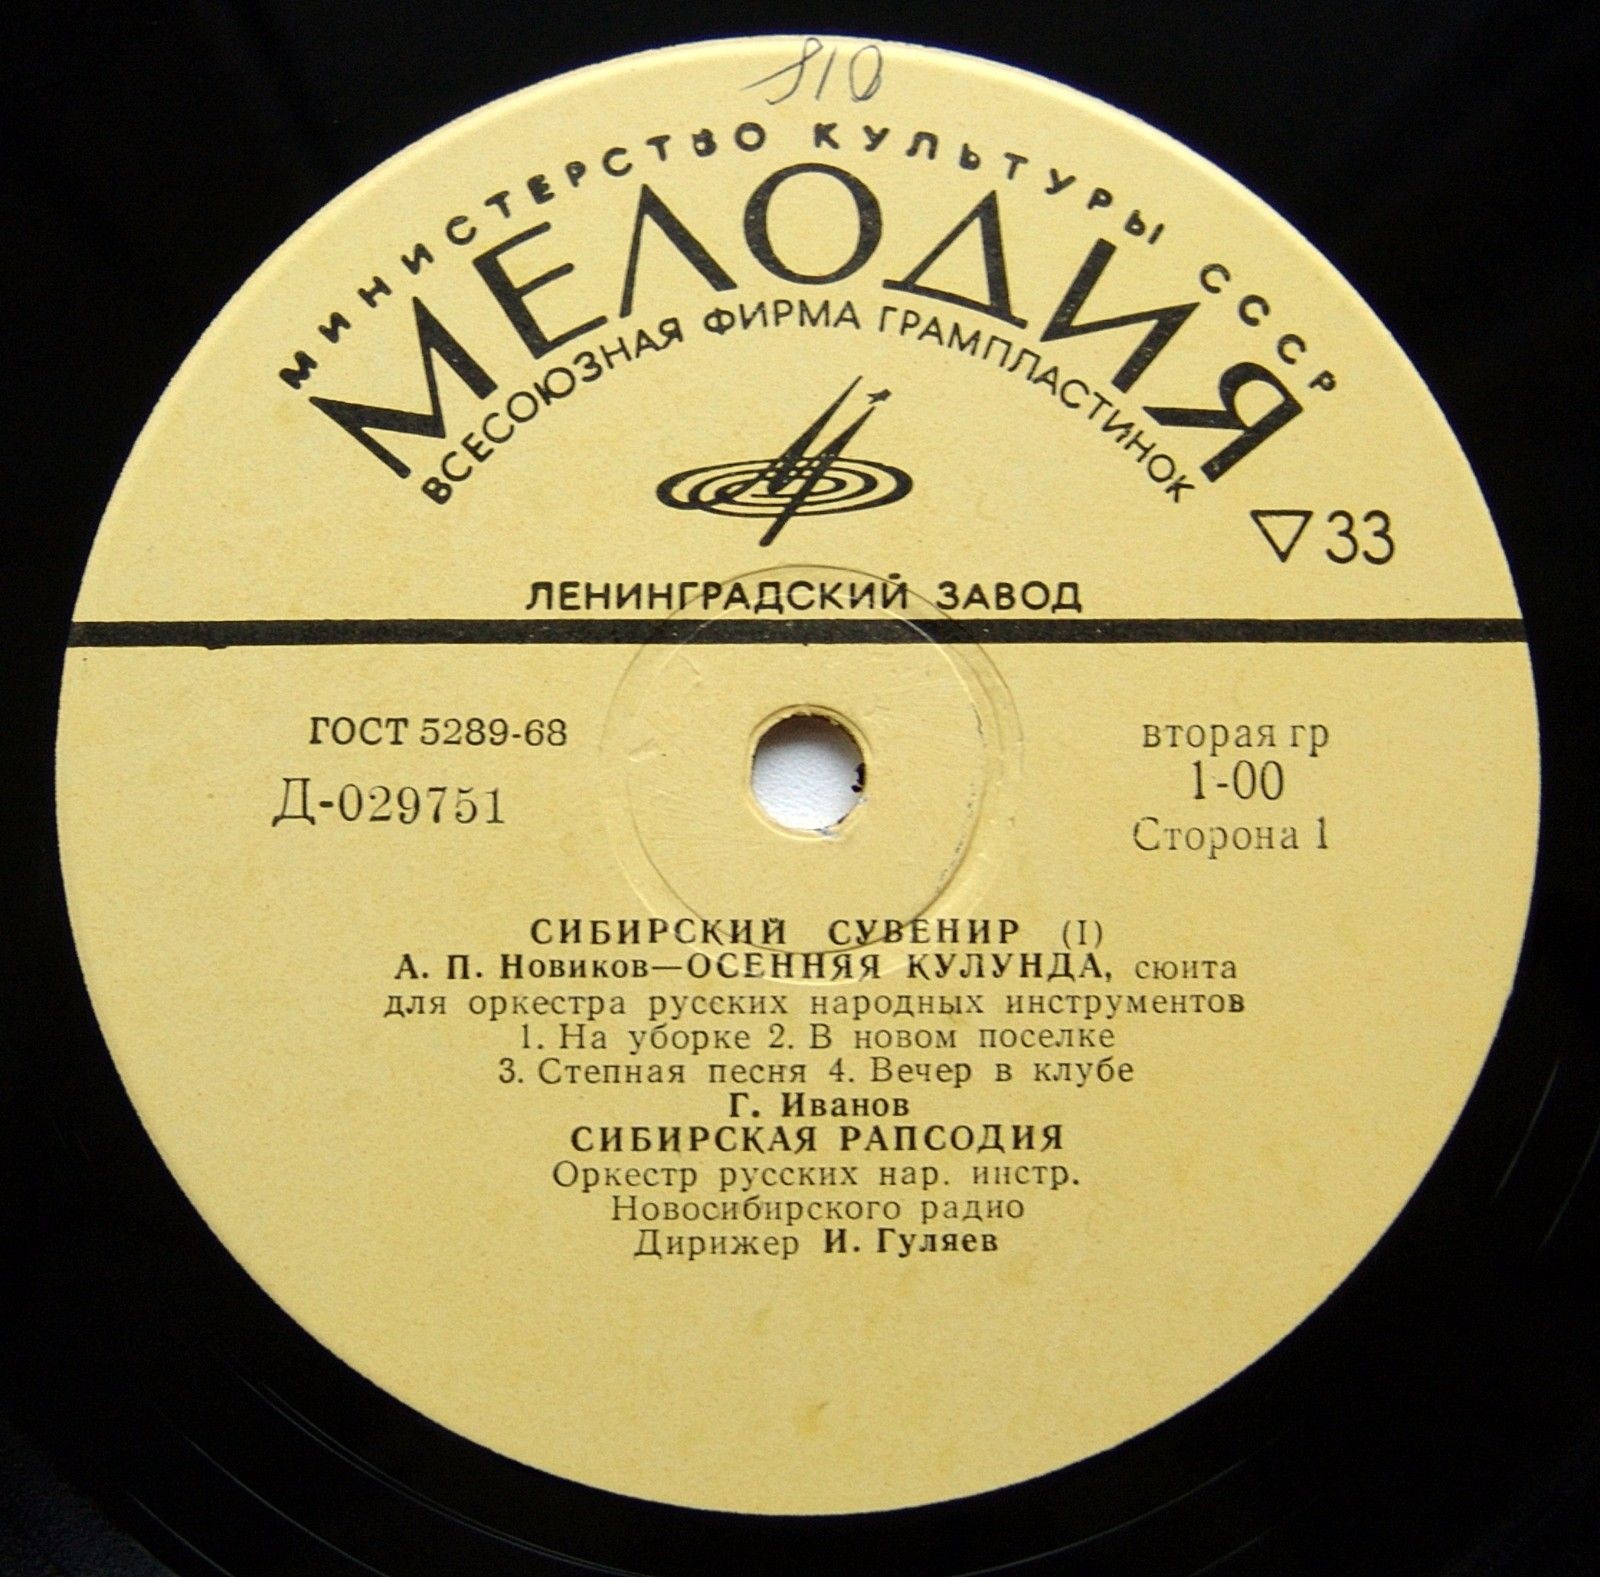 810
МИНИСТЕРСТВО КУЛЬТУРЫ СССР
МЕЛОДИЯ
ВСЕСОЮЗНАЯ ФИРМА ГРАМПЛАСТИНОК
▽33
ЛЕНИНГРАДСКИЙ ЗАВОД
ГОСТ 5289-68
Д-029751
вторая гр
1-00
Сторона 1
СИБИРСКИЙ СУВЕНИР (I)
А. П. Новиков—ОСЕННЯЯ КУЛУНДА, сюита
для оркестра русских народных инструментов
1. На уборке 2. В новом поселке
3. Степная песня 4. Вечер в клубе
Г. Иванов
СИБИРСКАЯ РАПСОДИЯ
Оркестр русских нар. инстр.
Новосибирского радио
Дирижер И. Гуляев